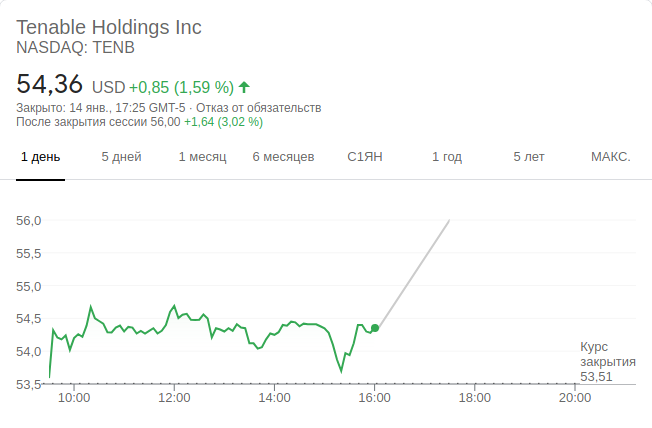 Tenable Holdings Inc
NASDAQ: TENB
54,36 USD +0,85 (1,59 %)
Закрыто: 14 янв., 17:25 GMT-5 · Отказ от обязательств
После закрытия сессии 56,00 +1,64 (3,02 %)
1 день 5 дней 1 месяц 6 месяцев С1ЯН 1 год 5 лет МАКС.
56,0
55,5
55,0
54,5
54,0
53,5
Курс
закрытия
53,51
10:00 12:00 14:00 16:00 18:00 20:00